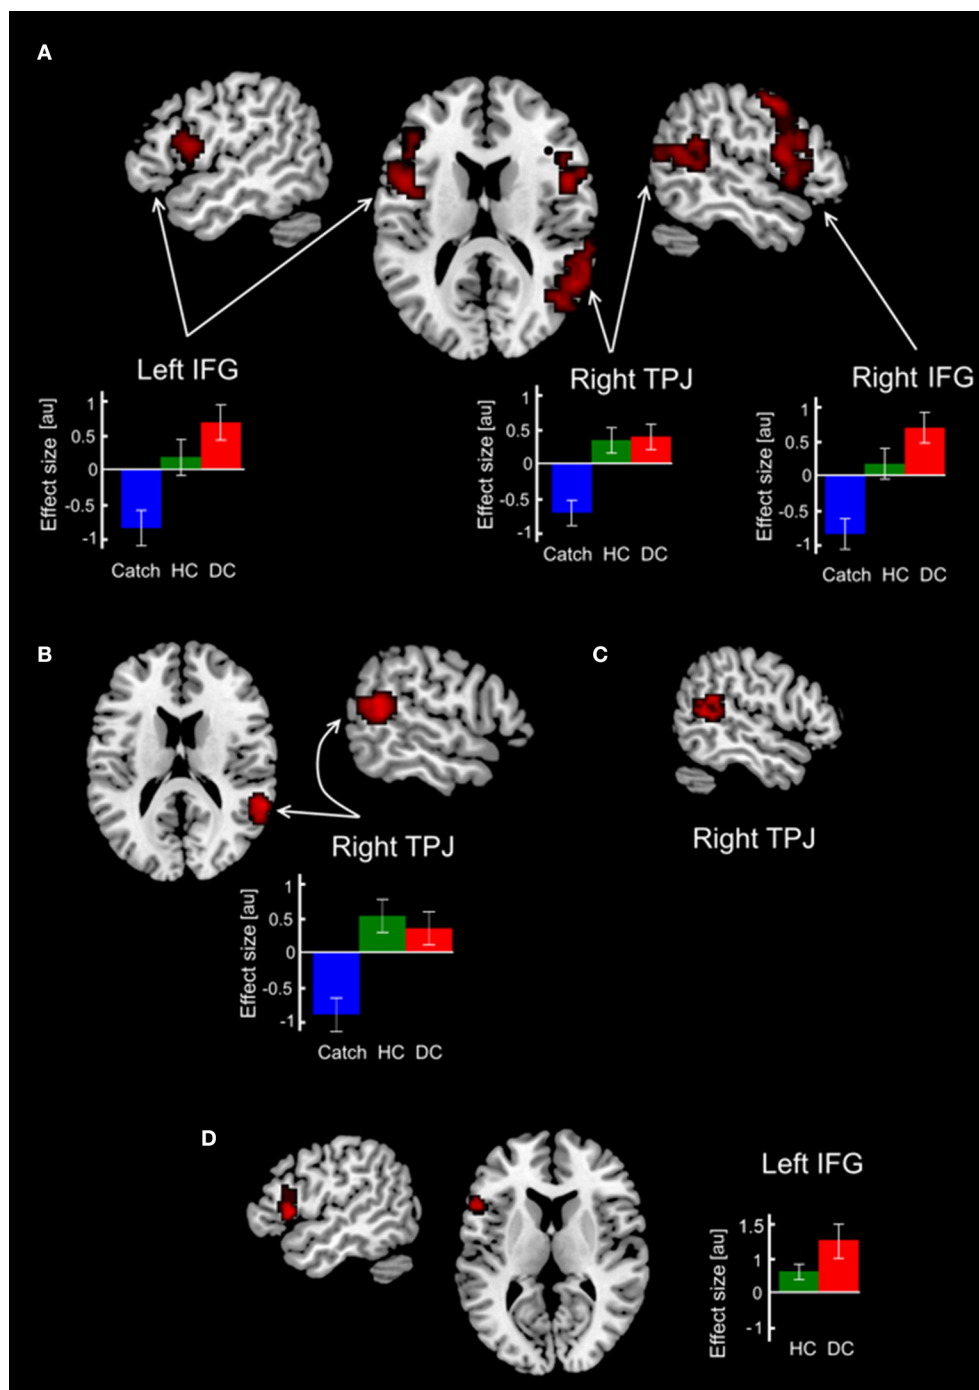 A
Left IFG
Effect size [au]
1
0.5
0
-0.5
-1
Catch HC DC
Right TPJ
Effect size [au]
1
0.5
0
-0.5
-1
Catch HC DC
Right IFG
Effect size [au]
1
0.5
0
-0.5
-1
Catch HC DC
B
Right TPJ
Effect size [au]
1
0.5
0
-0.5
-1
Catch HC DC
C
Right TPJ
D
Left IFG
Effect size [au]
1.5
1
0
-1
HC DC